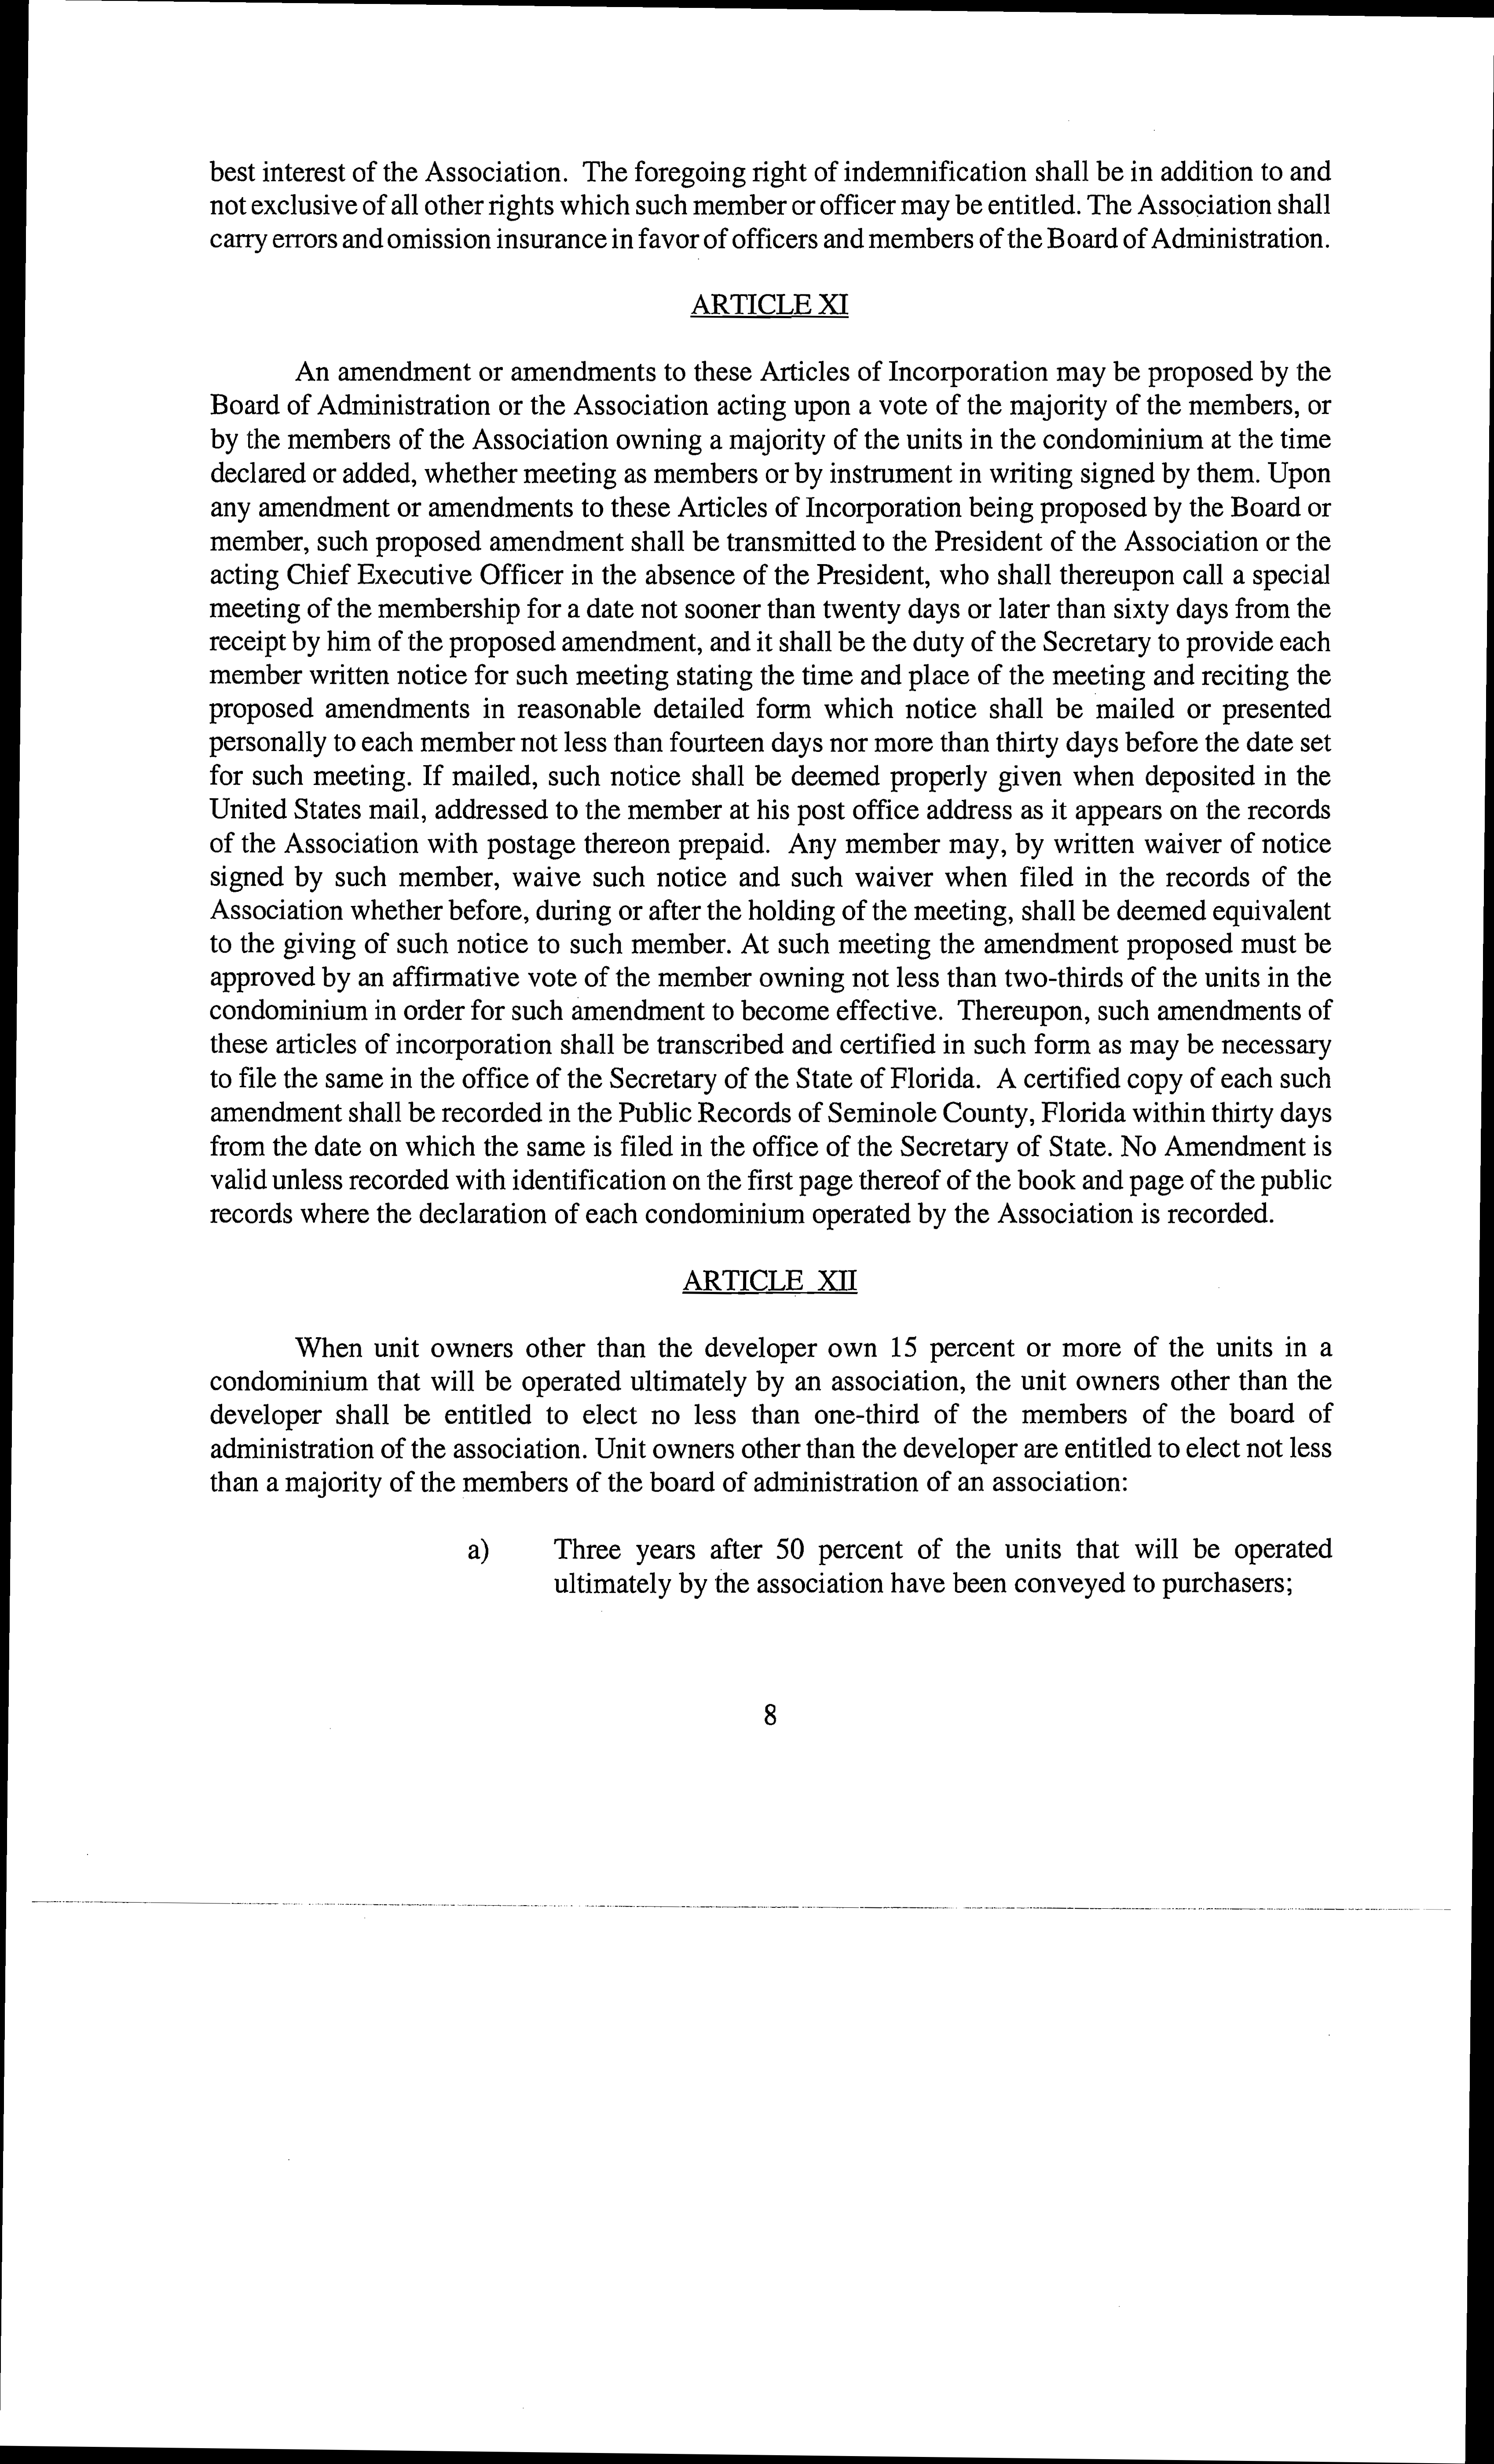 best interest of the Association. The foregoing right of indemnification shall be in addition to and
not exclusive of all other rights which such member or officer may be entitled. The Association shall
carry errors and omission insurance in favor of officers and members of the Board of Administration.
ARTICLE XI
An amendment or amendments to these Articles of Incorporation may be proposed by the
Board of Administration or the Association acting upon a vote of the majority of the members, or
by the members of the Association owning a majority of the units in the condominium at the time
declared or added, whether meeting as members or by instrument in writing signed by them. Upon
any amendment or amendments to these Articles of Incorporation being proposed by the Board or
member, such proposed amendment shall be transmitted to the President of the Association or the
acting Chief Executive Officer in the absence of the President, who shall thereupon call a special
meeting of the membership for a date not sooner than twenty days or later than sixty days from the
receipt by him of the proposed amendment, and it shall be the duty of the Secretary to provide each
member written notice for such meeting stating the time and place of the meeting and reciting the
proposed amendments in reasonable detailed form which notice shall be mailed or presented
personally to each member not less than fourteen days nor more than thirty days before the date set
for such meeting. If mailed, such notice shall be deemed properly given when deposited in the
United States mail, addressed to the member at his post office address as it appears on the records
of the Association with postage thereon prepaid. Any member may, by written waiver of notice
signed by such member, waive such notice and such waiver when filed in the records of the
Association whether before, during or after the holding of the meeting, shall be deemed equivalent
to the giving of such notice to such member. At such meeting the amendment proposed must be
approved by an affirmative vote of the member owning not less than two-thirds of the units in the
condominium in order for such amendment to become effective. Thereupon, such amendments of
these articles of incorporation shall be transcribed and certified in such form as may be necessary
to file the same in the office of the Secretary of the State of Florida. A certified copy of each such
amendment shall be recorded in the Public Records of Seminole County, Florida within thirty days
from the date on which the same is filed in the office of the Secretary of State. No Amendment is
valid unless recorded with identification on the first page thereof of the book and page of the public
records where the declaration of each condominium operated by the Association is recorded.
ARTICLE XII
When unit owners other than the developer own 15 percent or more of the units in a
condominium that will be operated ultimately by an association, the unit owners other than the
developer shall be entitled to elect no less than one-third of the members of the board of
administration of the association. Unit owners other than the developer are entitled to elect not less
than a majority of the members of the board of administration of an association:
a) Three years after 50 percent of the units that will be operated
ultimately by the association have been conveyed to purchasers;
8